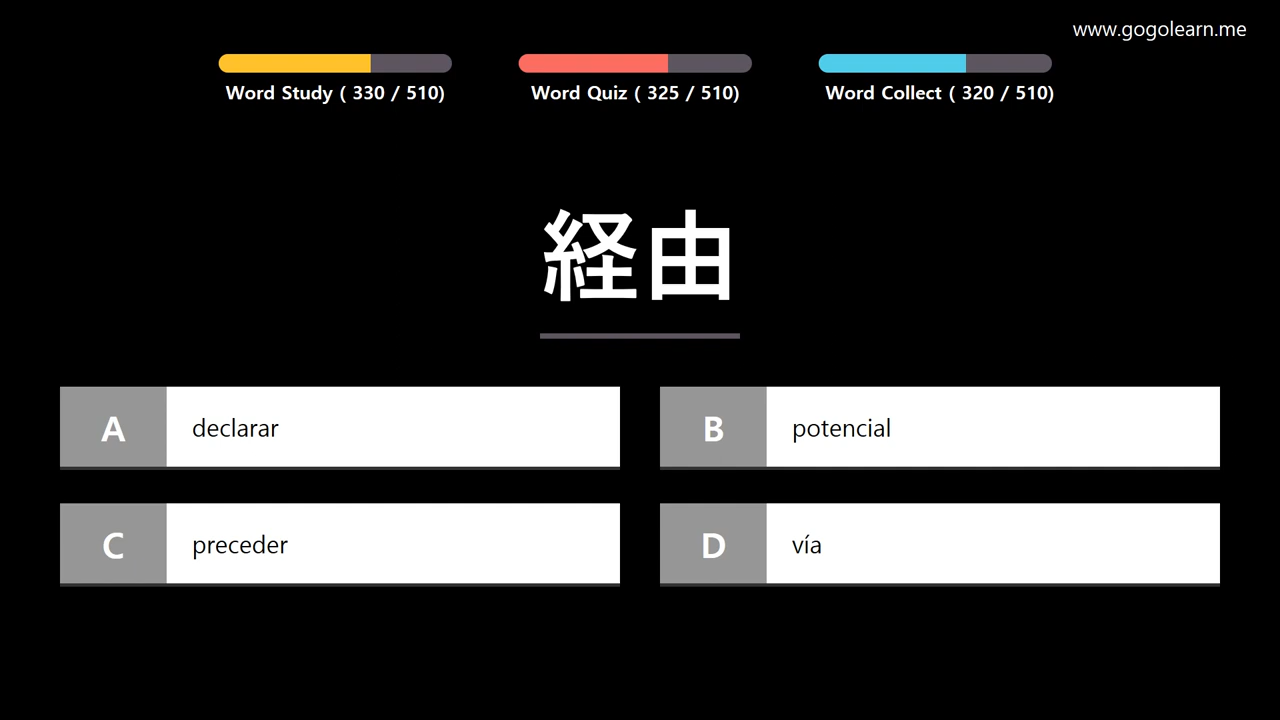 www.gogolearn.me
Word Study ( 330 / 510)
Word Quiz ( 325 / 510)
Word Collect ( 320 / 510)
経由
A declarar
B potencial
C preceder
D vía